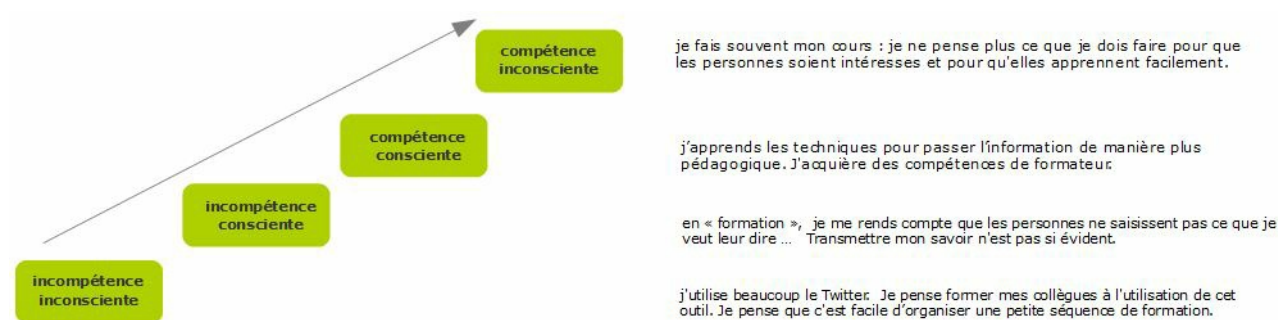 compétence
inconsciente
je fais souvent mon cours : je ne pense plus ce que je dois faire pour que
les personnes soient intéresses et pour qu'elles apprennent facilement.
compétence
consciente
j'apprends les techniques pour passer l'information de manière plus
pédagogique. J'acquière des compétences de formateur.
incompétence
consciente
en « formation », je me rends compte que les personnes ne saisissent pas ce que je
veut leur dire ... Transmettre mon savoir n'est pas si évident.
incompétence
inconsciente
j'utilise beaucoup le Twitter. Je pense former mes collègues à l'utilisation de cet
outil. Je pense que c'est facile d'organiser une petite séquence de formation.